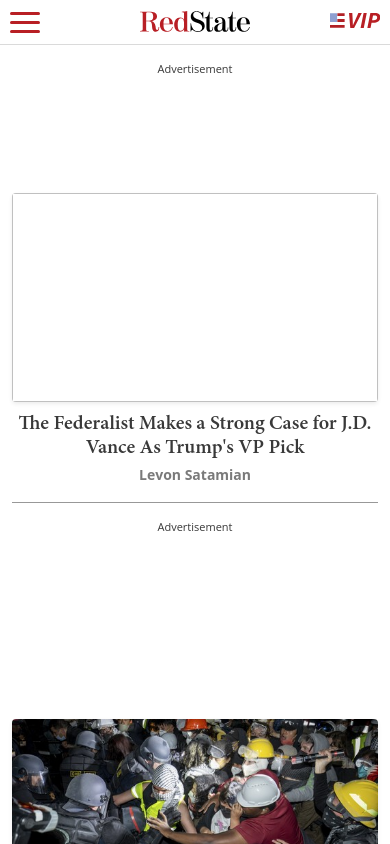 RedState
VIP
Advertisement
The Federalist Makes a Strong Case for J.D.
Vance As Trump's VP Pick
Levon Satamian
Advertisement